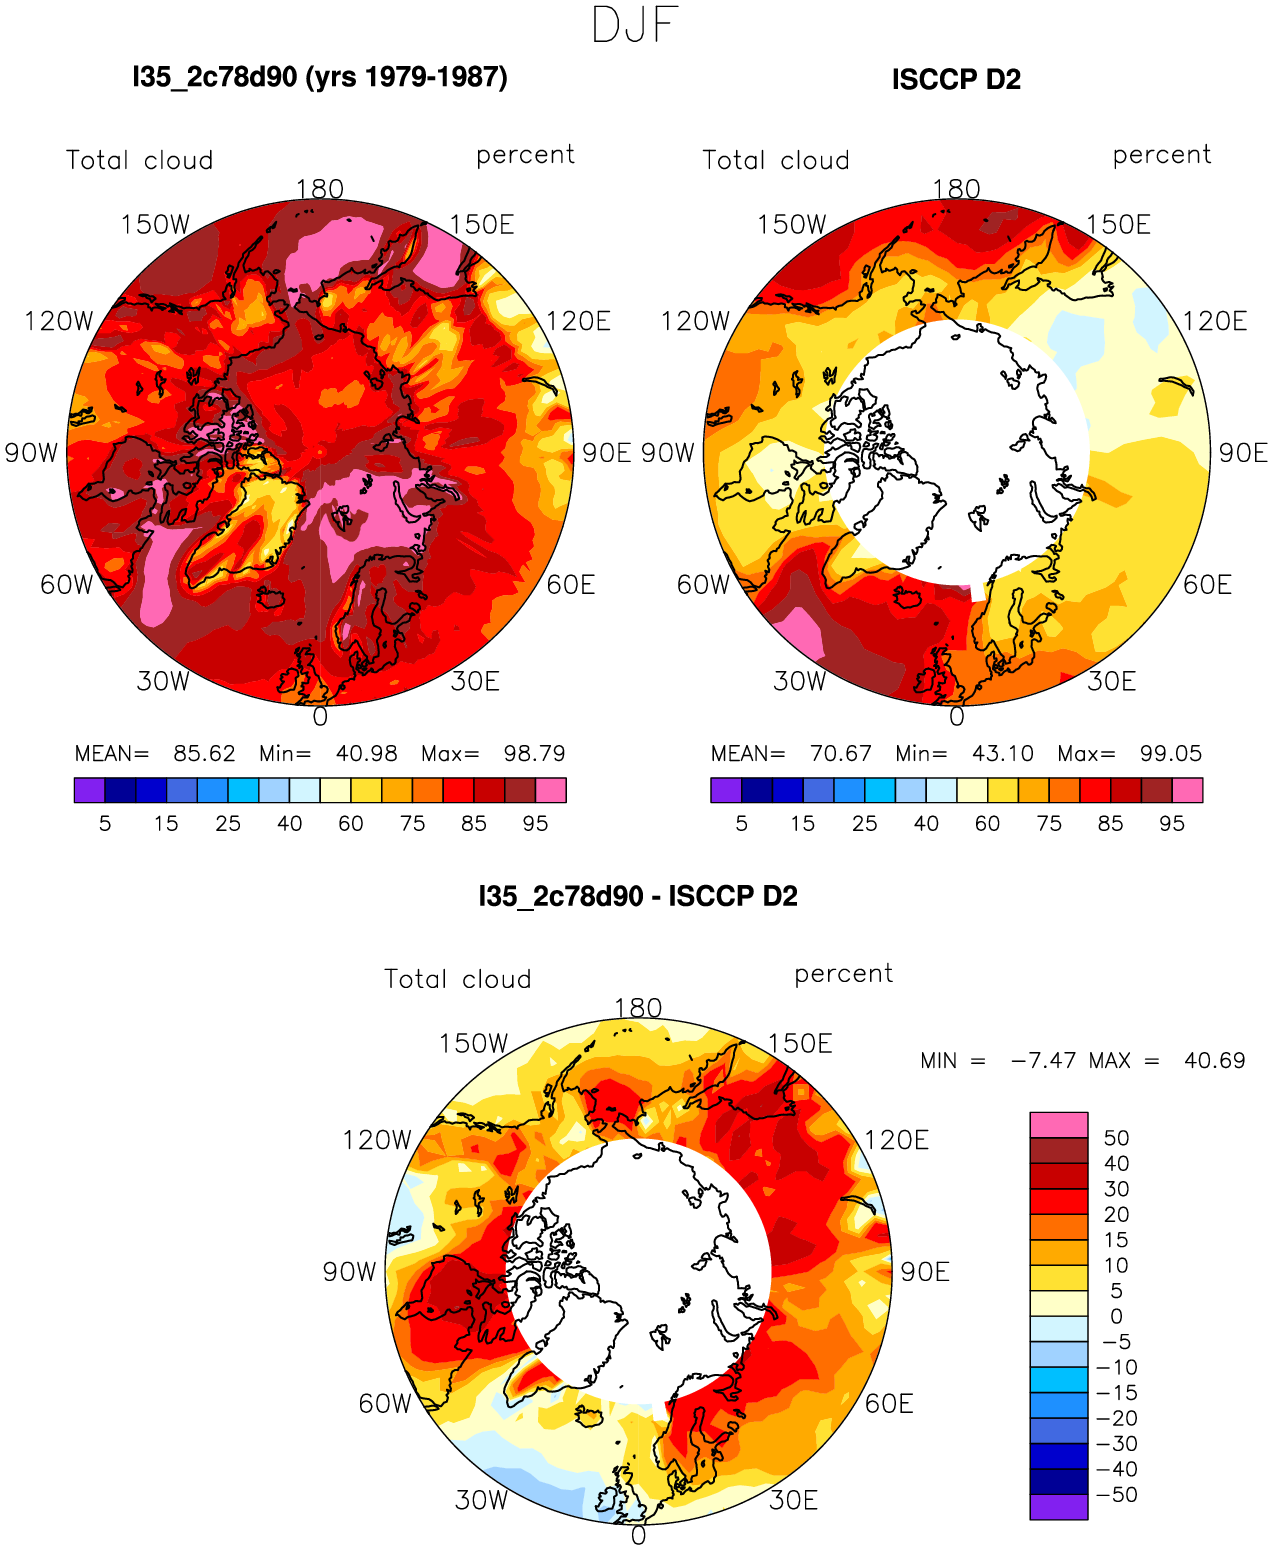 DJF
I35_2c78d90 (yrs 1979-1987)
Total cloud percent
180
150W 150E
120W 120E
90W 90E
60W 60E
30W 30E
0
MEAN= 85.62 Min= 40.98 Max= 98.79
5 15 25 40 60 75 85 95
ISCCP D2
Total cloud percent
180
150W 150E
120W 120E
90W 90E
60W 60E
30W 30E
0
MEAN= 70.67 Min= 43.10 Max= 99.05
5 15 25 40 60 75 85 95
I35_2c78d90 - ISCCP D2
Total cloud percent
180
150W 150E
120W 120E
90W 90E
60W 60E
30W 30E
0
MIN = −7.47 MAX = 40.69
50
40
30
20
15
10
5
0
−5
−10
−15
−20
−30
−40
−50